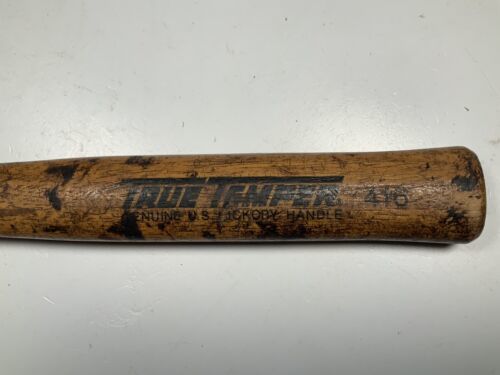 TRUE TEMPER. 416
GENUINE U.S. HICKORY HANDLE